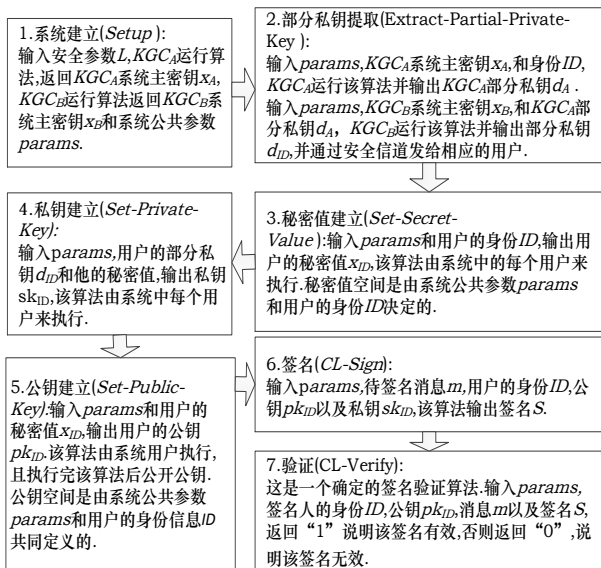 1.系统建立(Setup):
输入安全参数L,KGCA运行算
法,返回KGCA系统主密钥xA,
KGCB运行算法返回KGCB系
统主密钥xB和系统公共参数
params.
2.部分私钥提取(Extract-Partial-Private-
Key):
输入params,KGCA系统主密钥xA,和身份ID,
KGCA运行该算法并输出KGCA部分私钥dA.
输入params,KGCB系统主密钥xB,和KGCA部
分私钥dA，KGCB运行该算法并输出部分私钥
dID,并通过安全信道发给相应的用户.
3.秘密值建立(Set-Secret-
Value):输入params和用户的身份ID,输出用
户的秘密值xID,该算法由系统中的每个用户来
执行.秘密值空间是由系统公共参数params
和用户的身份ID决定的.
4.私钥建立(Set-Private-
Key):
输入params,用户的部分私
钥dID和他的秘密值,输出私钥
skID,该算法由系统中每个用
户来执行.
5.公钥建立(Set-Public-
Key):输入params和用户的
秘密值xID,输出用户的公钥
pkID.该算法由系统用户执行,
且执行完该算法后公开公钥.
公钥空间是由系统公共参数
params和用户的身份信息ID
共同定义的.
6.签名(CL-Sign):
输入params,待签名消息m,用户的身份ID,公
钥pkID以及私钥skID,该算法输出签名S.
7.验证(CL-Verify):
这是一个确定的签名验证算法.输入params,
签名人的身份ID,公钥pkID,消息m以及签名S,
返回“1”说明该签名有效,否则返回“0”,说
明该签名无效.